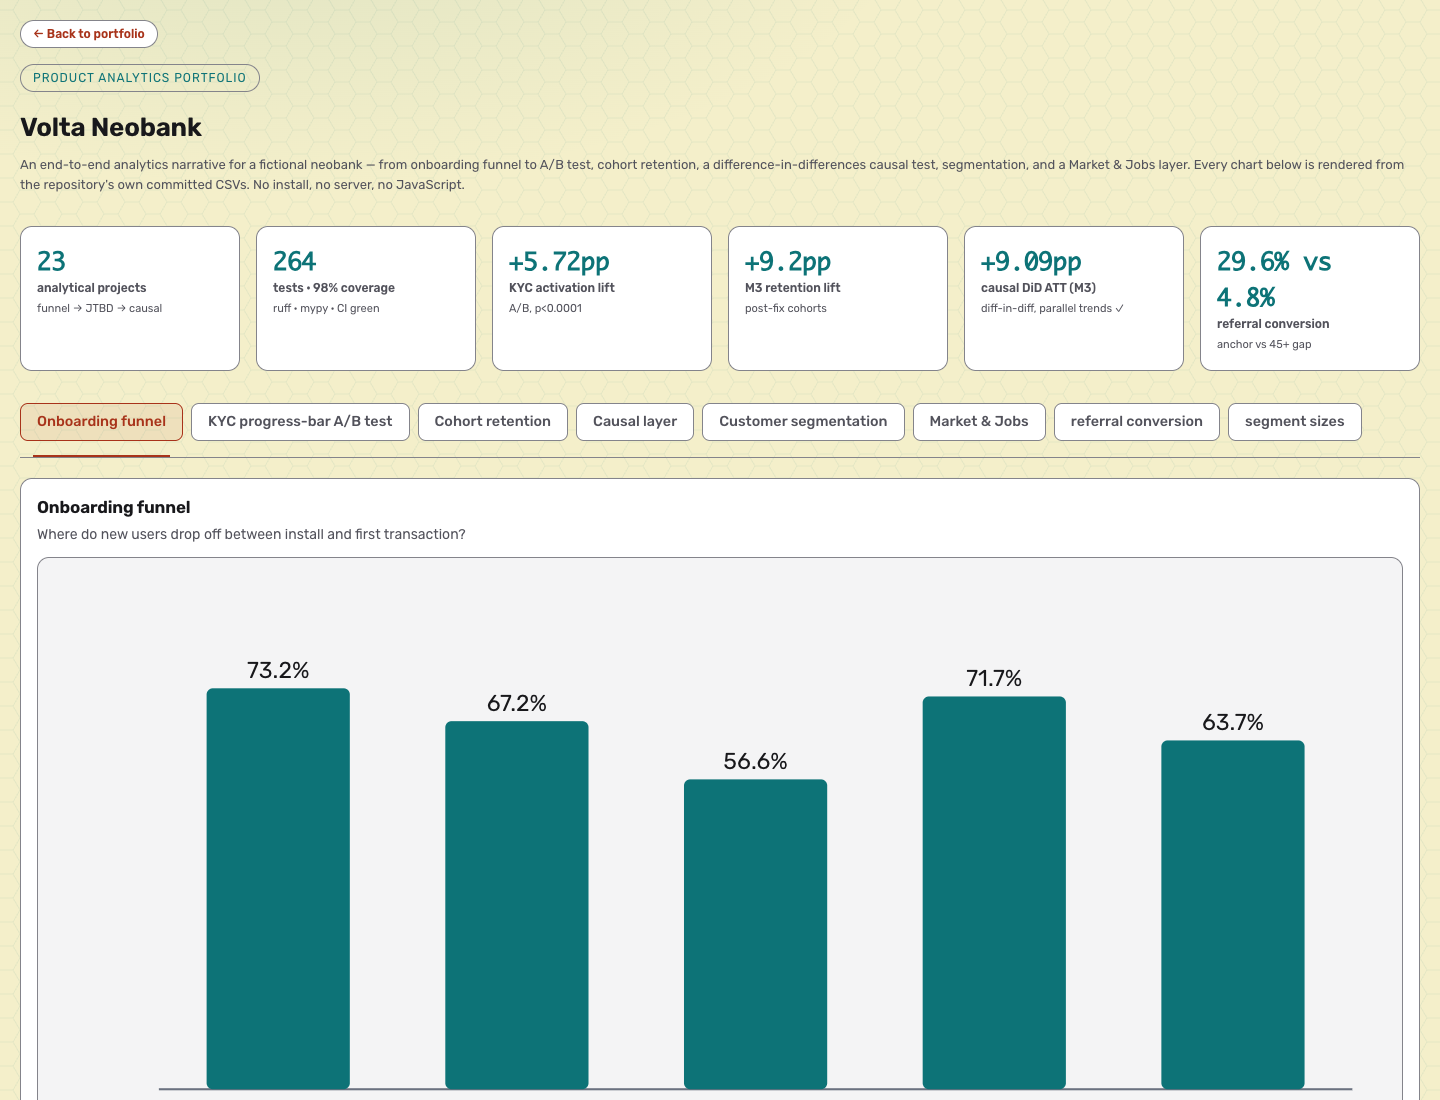 ← Back to portfolio
PRODUCT ANALYTICS PORTFOLIO
Volta Neobank
An end-to-end analytics narrative for a fictional neobank — from onboarding funnel to A/B test, cohort retention, a difference-in-differences causal test, segmentation, and a Market & Jobs layer. Every chart below is rendered from
the repository's own committed CSVs. No install, no server, no JavaScript.
23
analytical projects
funnel → JTBD → causal
264
tests • 98% coverage
ruff • mypy • CI green
+5.72pp
KYC activation lift
A/B, p<0.0001
+9.2pp
M3 retention lift
post-fix cohorts
+9.09pp
causal DiD ATT (M3)
diff-in-diff, parallel trends ✓
29.6% vs
4.8%
referral conversion
anchor vs 45+ gap
Onboarding funnel
KYC progress-bar A/B test
Cohort retention
Causal layer
Customer segmentation
Market & Jobs
referral conversion
segment sizes
Onboarding funnel
Where do new users drop off between install and first transaction?
73.2%
67.2%
56.6%
71.7%
63.7%